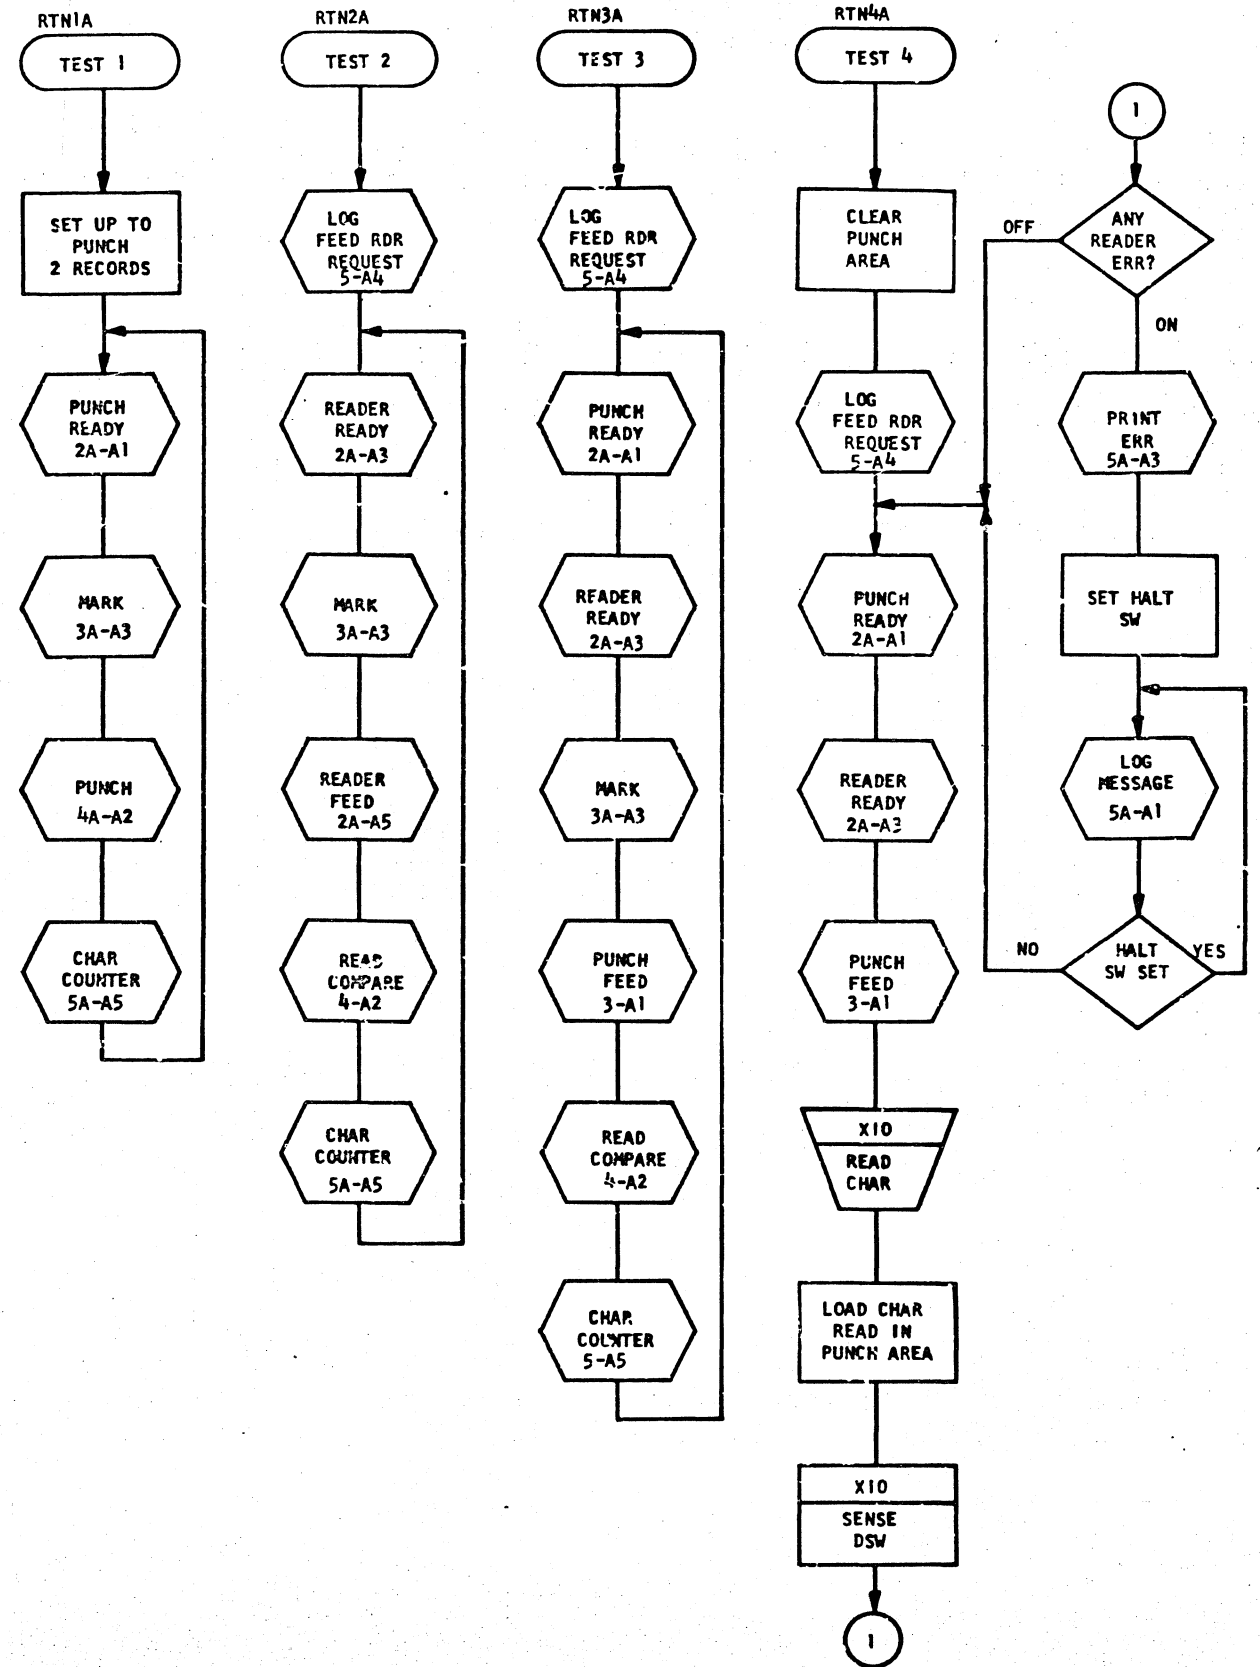 RTN1A
TEST 1
SET UP TO
PUNCH
2 RECORDS
PUNCH
READY
2A-A1
MARK
3A-A3
PUNCH
4A-A2
CHAR
COUNTER
5A-A5
RTN2A
TEST 2
LOG
FEED RDR
REQUEST
5-A4
READER
READY
2A-A3
MARK
3A-A3
READER
FEED
2A-A5
READ
COMPARE
4-A2
CHAR
COUNTER
5A-A5
RTN3A
TEST 3
LOG
FEED RDR
REQUEST
5-A4
PUNCH
READY
2A-A1
READER
READY
2A-A3
MARK
3A-A3
PUNCH
FEED
3-A1
READ
COMPARE
4-A2
CHAR
COUNTER
5-A5
RTN4A
TEST 4
CLEAR
PUNCH
AREA
LOG
FEED RDR
REQUEST
5-A4
PUNCH
READY
2A-A1
READER
READY
2A-A3
PUNCH
FEED
3-A1
XIO
READ
CHAR
LOAD CHAR
READ IN
PUNCH AREA
XIO
SENSE
DSW
1
1
ANY
READER
ERR?
OFF
ON
PRINT
ERR
5A-A3
SET HALT
SW
LOG
MESSAGE
5A-A1
HALT
SW SET
NO
YES